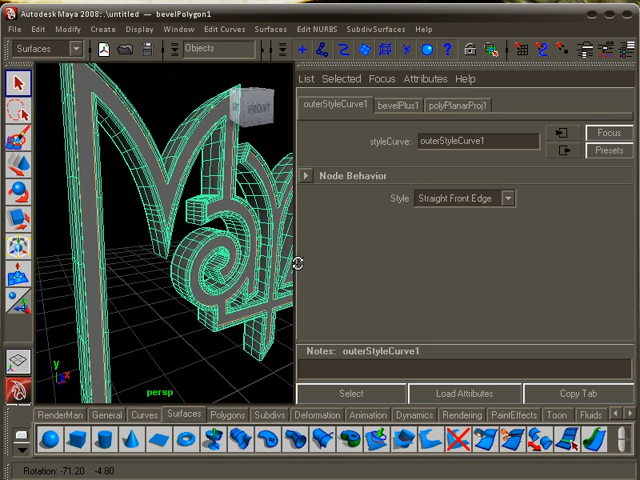 Autodesk Maya 2008: .\untitled — bevelPolygon1
File Edit Modify Create Display Window Edit Curves Surfaces Edit NURBS SubdivSurfaces
Surfaces Objects
List Selected Focus Attributes Help
outerStyleCurve1 bevelPlus1 polyPlanarProj1
styleCurve: outerStyleCurve1 Focus
Presets
Node Behavior
Style Straight Front Edge
FRONT
y
x
persp
Notes: outerStyleCurve1
Select Load Attributes Copy Tab
RenderMan General Curves Surfaces Polygons Subdivs Deformation Animation Dynamics Rendering PaintEffects Toon Fluids
Rotation: -71.20 -4.80